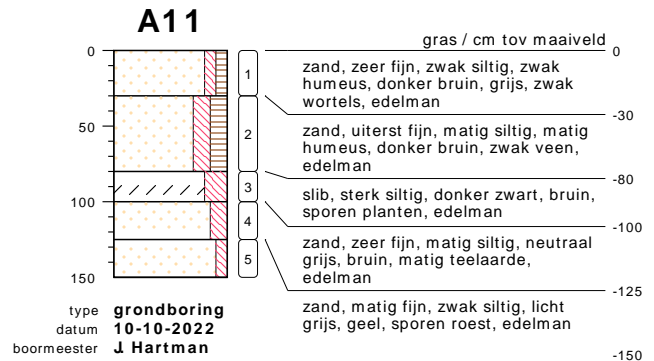 A11
gras / cm tov maaiveld
0
0
1
zand, zeer fijn, zwak siltig, zwak
humeus, donker bruin, grijs, zwak
wortels, edelman
-30
50
2
zand, uiterst fijn, matig siltig, matig
humeus, donker bruin, zwak veen,
edelman
-80
3
slib, sterk siltig, donker zwart, bruin,
sporen planten, edelman
100
-100
4
zand, zeer fijn, matig siltig, neutraal
grijs, bruin, matig teelaarde,
edelman
-125
5
150
zand, matig fijn, zwak siltig, licht
grijs, geel, sporen roest, edelman
-150
type grondboring
datum 10-10-2022
boormeester J. Hartman